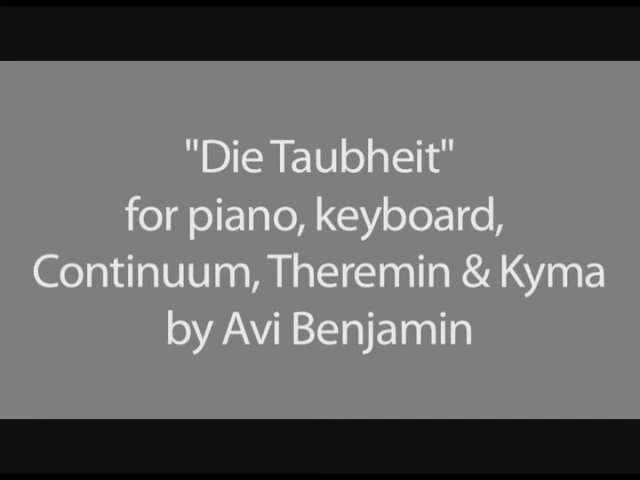 "Die Taubheit"
for piano, keyboard,
Continuum, Theremin & Kyma
by Avi Benjamin